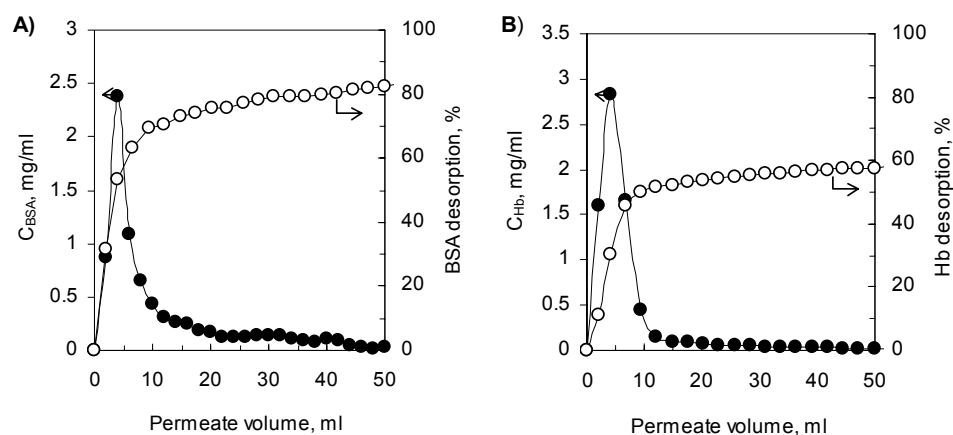 A)
3
2.5
2
1.5
1
0.5
0
C_BSA, mg/ml
100
80
60
40
20
0
BSA desorption, %
0 10 20 30 40 50
Permeate volume, ml
B)
3.5
3
2.5
2
1.5
1
0.5
0
C_Hb, mg/ml
100
80
60
40
20
0
Hb desorption, %
0 10 20 30 40 50
Permeate volume, ml